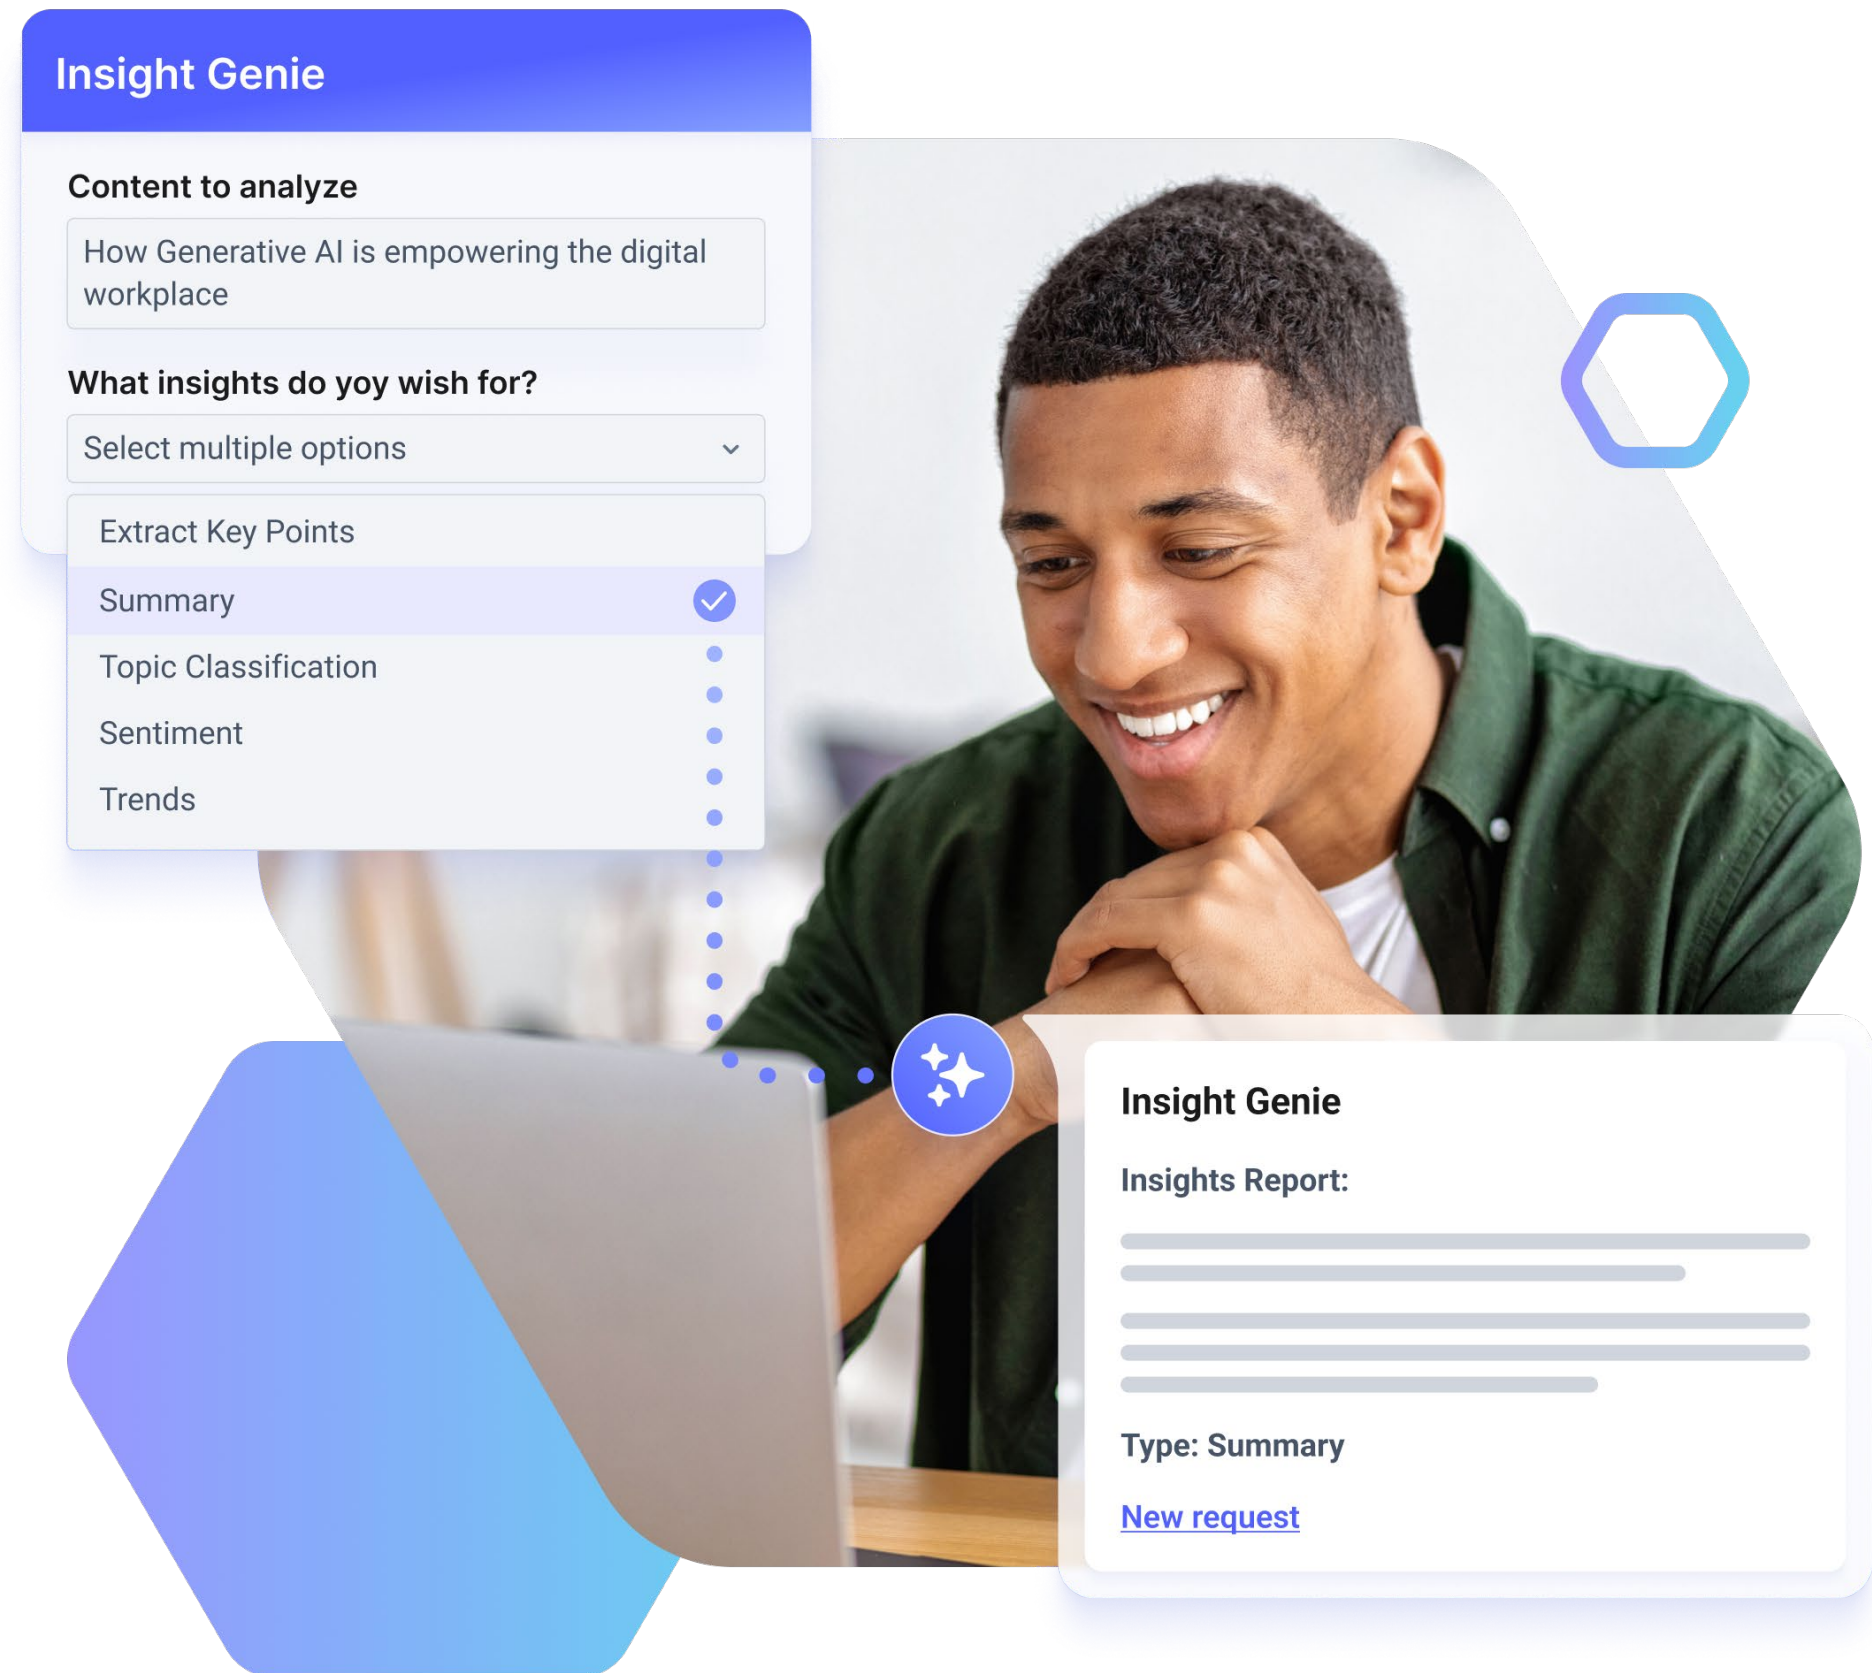 Insight Genie
Content to analyze
How Generative AI is empowering the digital
workplace
What insights do yoy wish for?
Select multiple options
Extract Key Points
Summary
Topic Classification
Sentiment
Trends
Insight Genie
Insights Report:
Type: Summary
New request